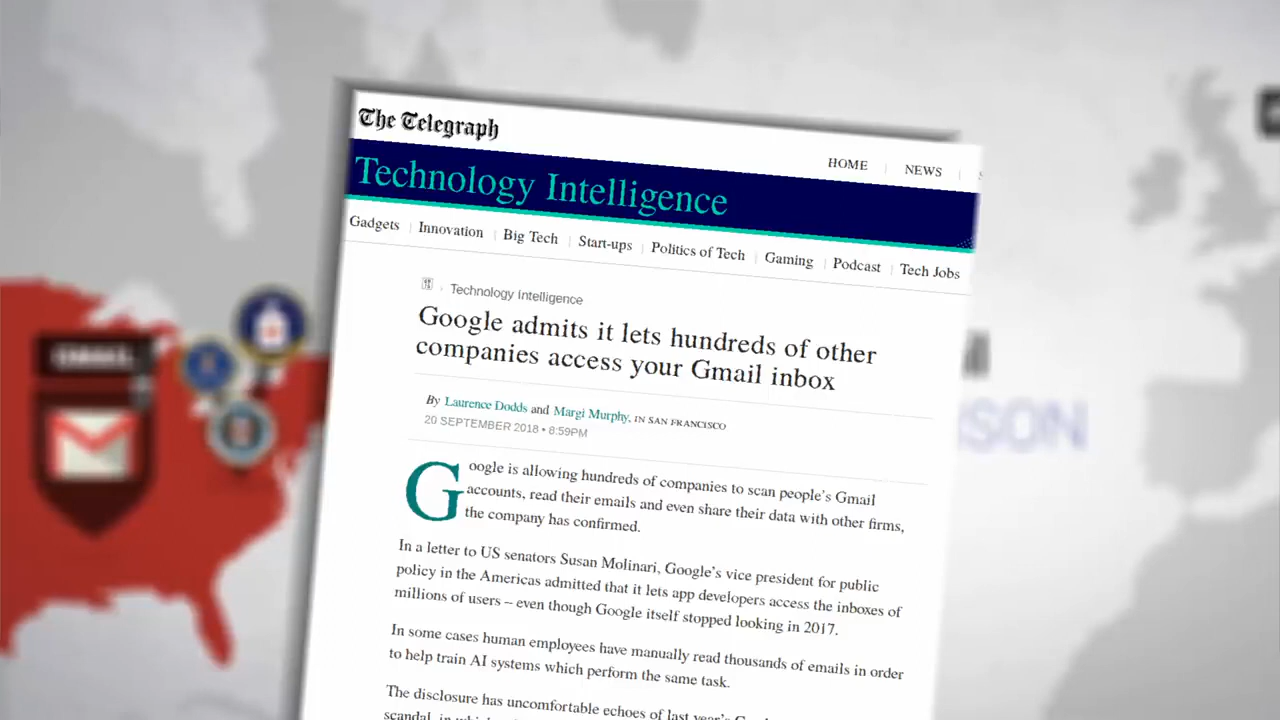 The Telegraph
HOME
NEWS
Technology Intelligence
Gadgets
Innovation
Big Tech
Start-ups
Politics of Tech
Gaming
Podcast
Tech Jobs
Technology Intelligence
Google admits it lets hundreds of other
companies access your Gmail inbox
By Laurence Dodds and Margi Murphy, IN SAN FRANCISCO
20 SEPTEMBER 2018 • 8:59PM
Google is allowing hundreds of companies to scan people's Gmail
accounts, read their emails and even share their data with other firms,
the company has confirmed.
In a letter to US senators Susan Molinari, Google's vice president for public
policy in the Americas admitted that it lets app developers access the inboxes of
millions of users – even though Google itself stopped looking in 2017.
In some cases human employees have manually read thousands of emails in order
to help train AI systems which perform the same task.
The disclosure has uncomfortable echoes of last year's
scandal, in
GMAIL
SON